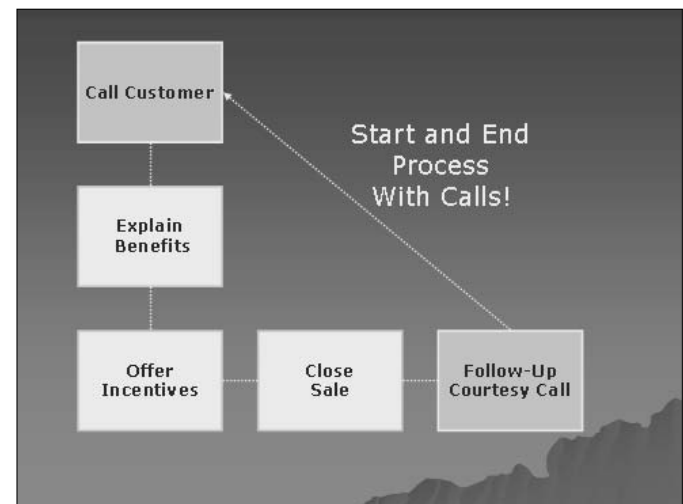 Call Customer
Start and End
Process
With Calls!
Explain
Benefits
Offer
Incentives
Close
Sale
Follow-Up
Courtesy Call